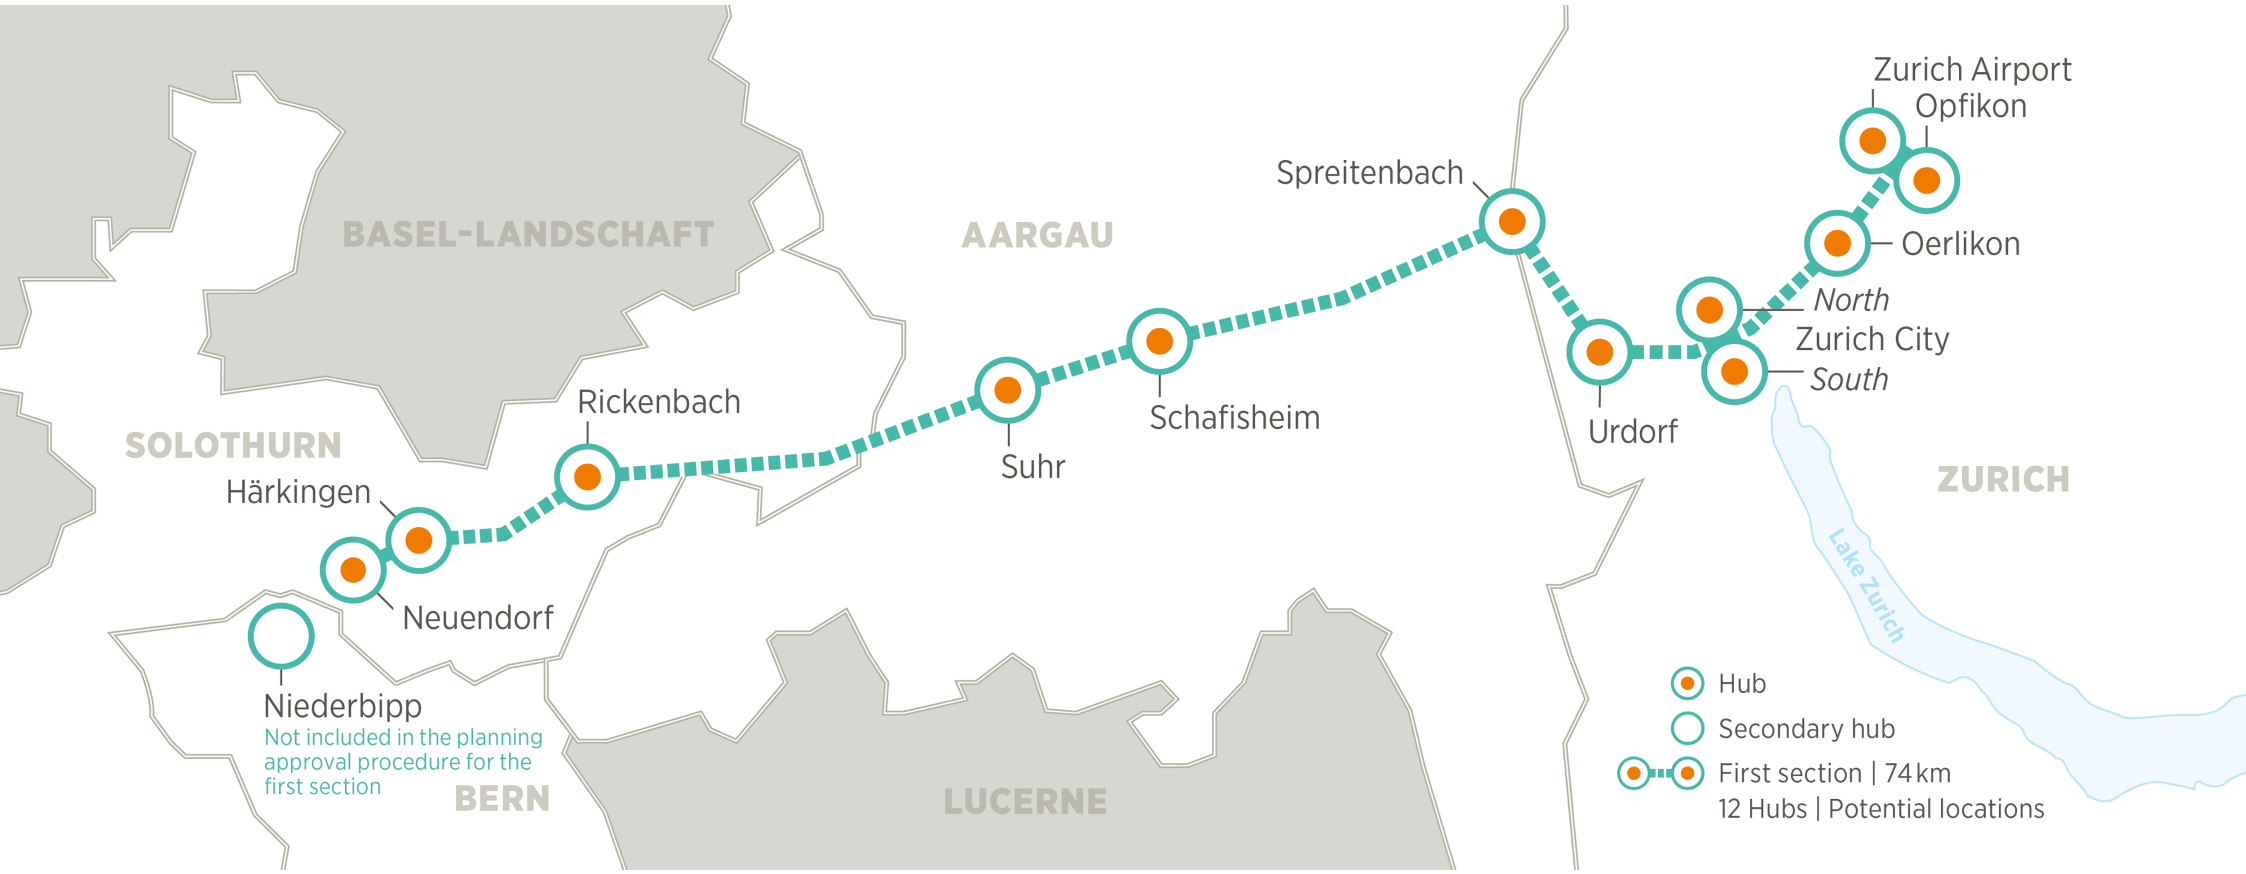 Zurich Airport
Opfikon
Spreitenbach
BASEL-LANDSCHAFT
AARGAU
Oerlikon
North
Zurich City
South
Rickenbach
Schafisheim
Urdorf
SOLOTHURN
Suhr
ZURICH
Härkingen
Lake Zurich
Neuendorf
Niederbipp
Not included in the planning
approval procedure for the
first section
BERN
LUCERNE
Hub
Secondary hub
First section | 74 km
12 Hubs | Potential locations